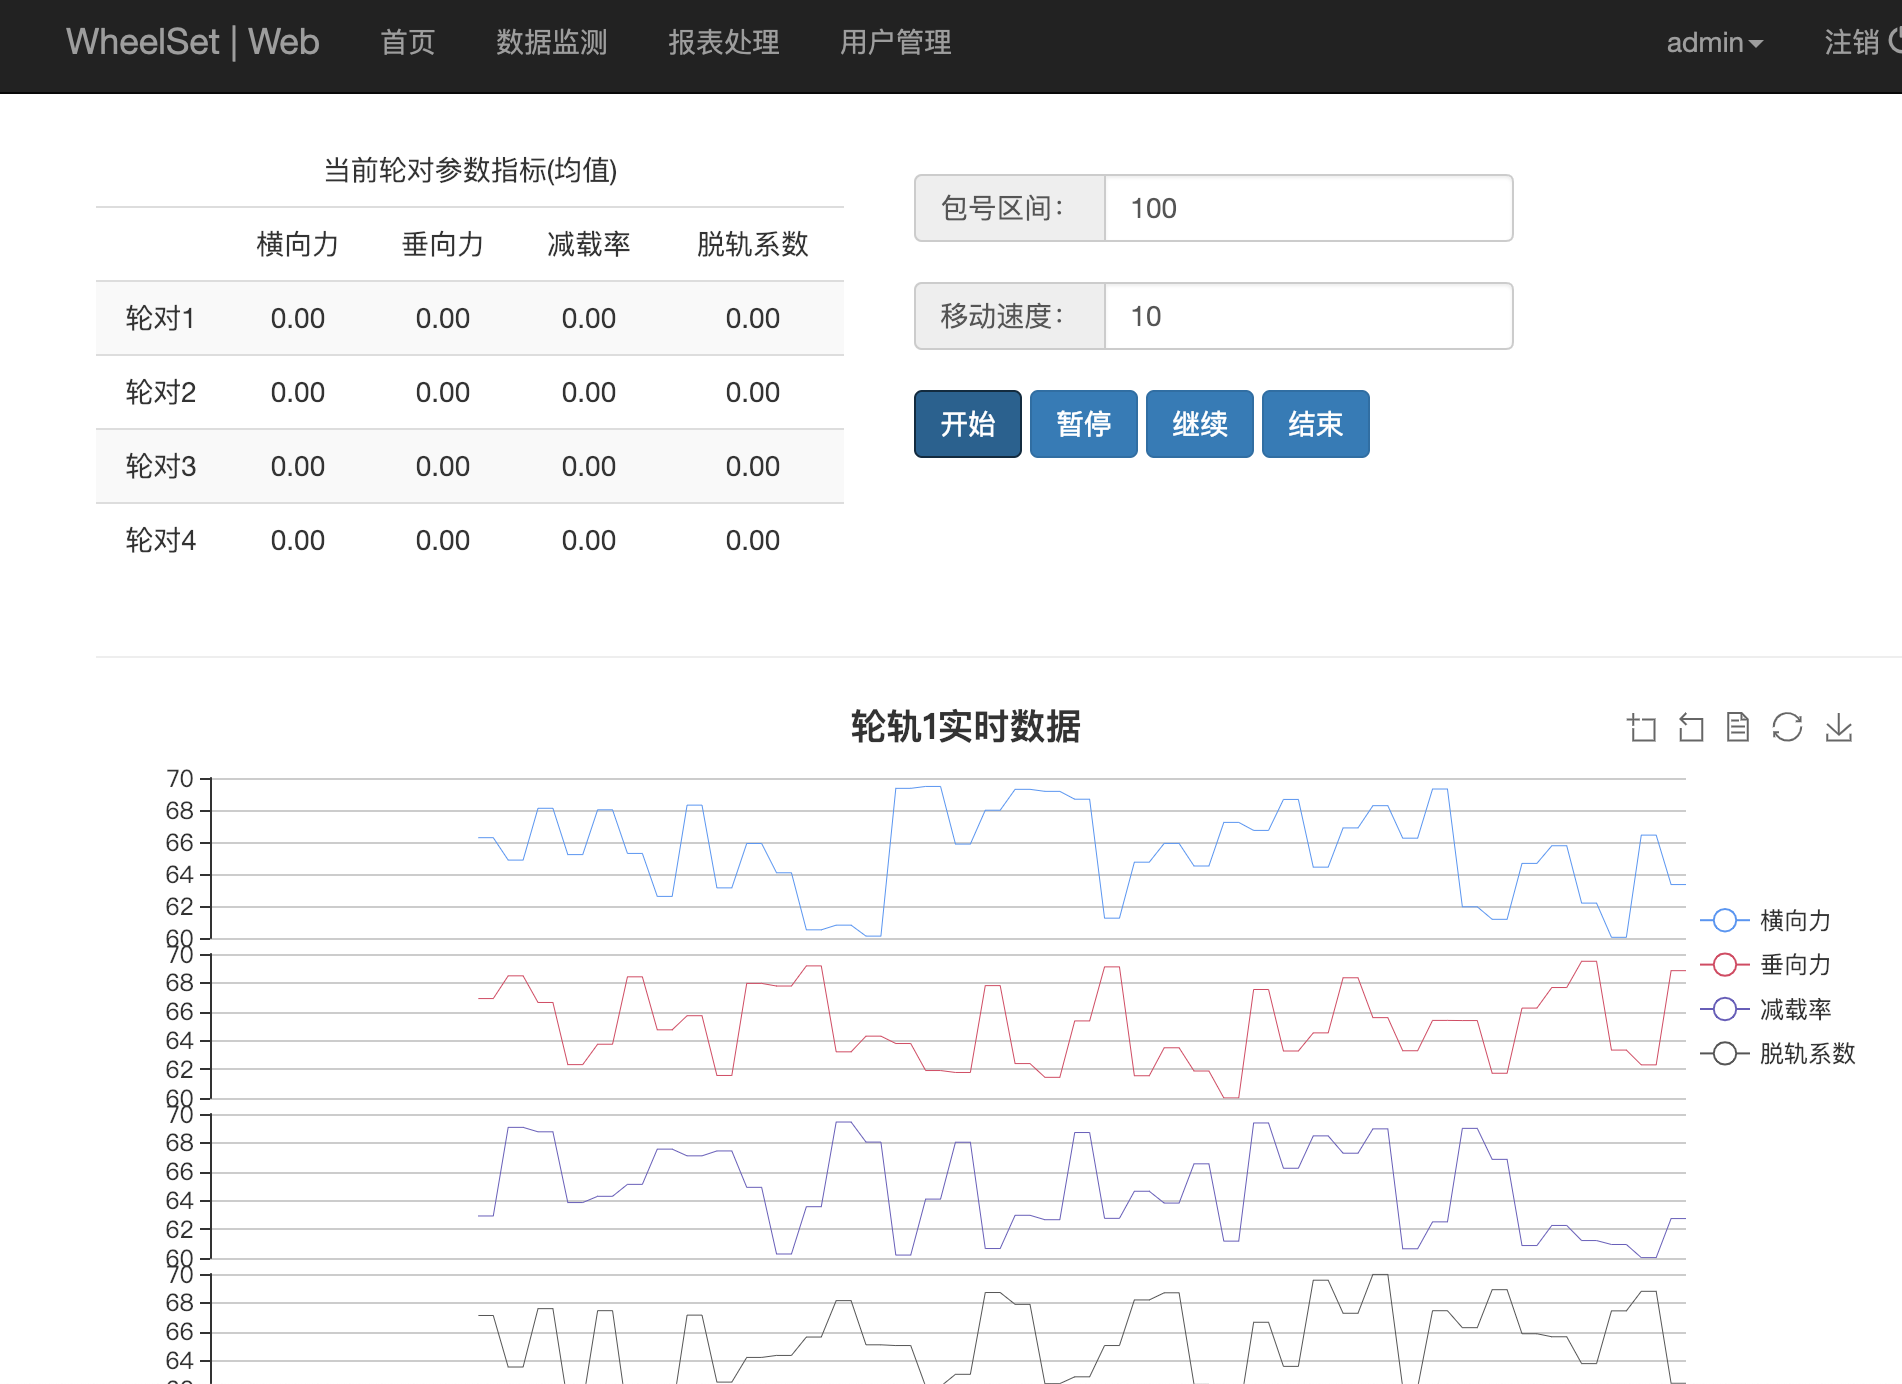 WheelSet | Web 首页 数据监测 报表处理 用户管理 admin 注销
当前轮对参数指标(均值)
横向力 垂向力 减载率 脱轨系数
轮对1 0.00 0.00 0.00 0.00
轮对2 0.00 0.00 0.00 0.00
轮对3 0.00 0.00 0.00 0.00
轮对4 0.00 0.00 0.00 0.00
包号区间： 100
移动速度： 10
开始 暂停 继续 结束
轮轨1实时数据
70
68
66
64
62
60
70
68
66
64
62
60
70
68
66
64
62
60
70
68
66
64
横向力
垂向力
减载率
脱轨系数